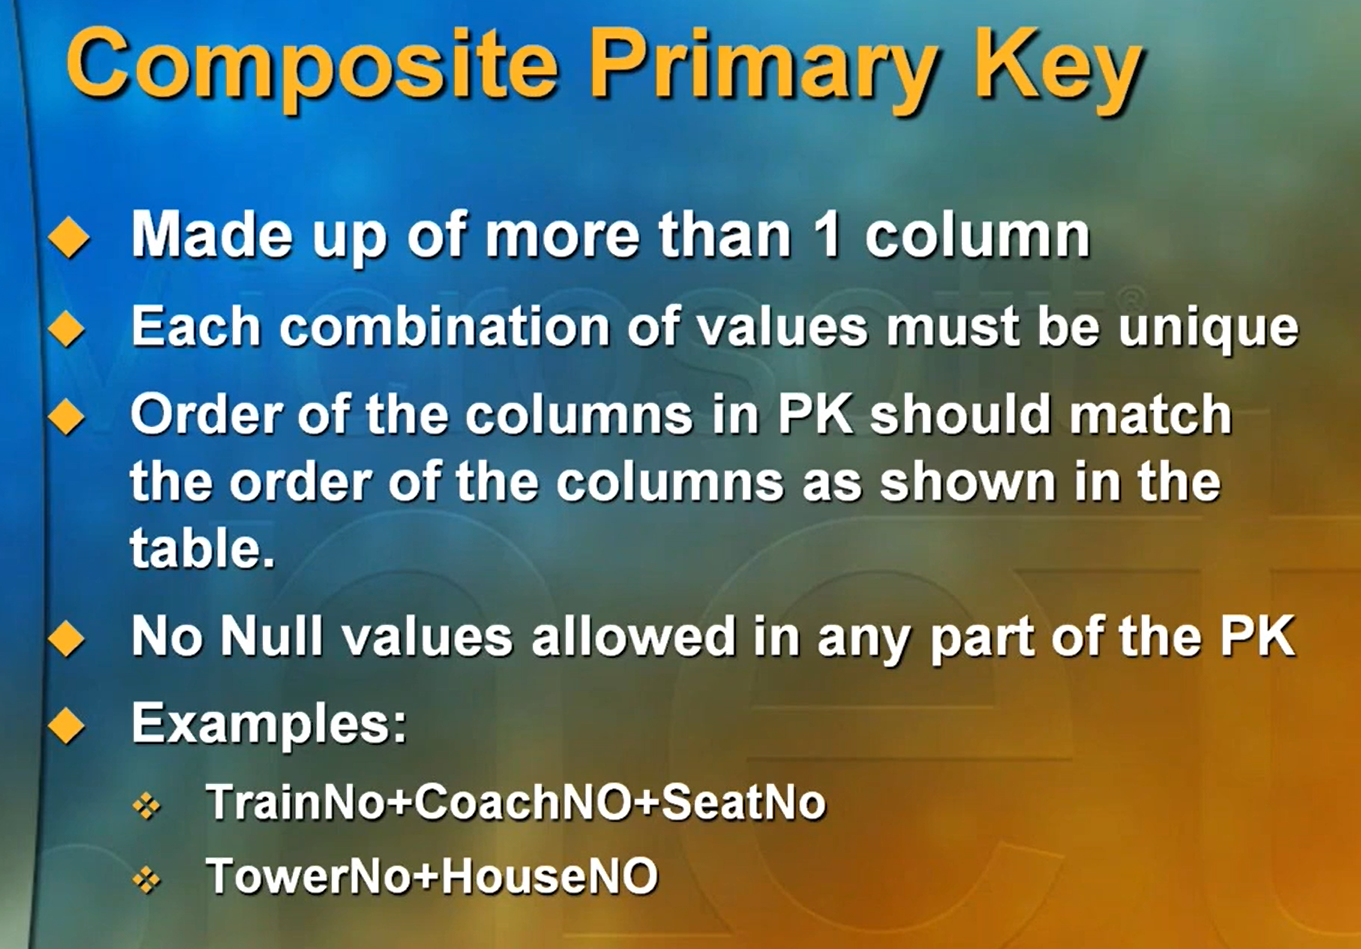 Composite Primary Key
Made up of more than 1 column
Each combination of values must be unique
Order of the columns in PK should match
the order of the columns as shown in the
table.
No Null values allowed in any part of the PK
Examples:
TrainNo+CoachNO+SeatNo
TowerNo+HouseNO
Microsoft®
.net